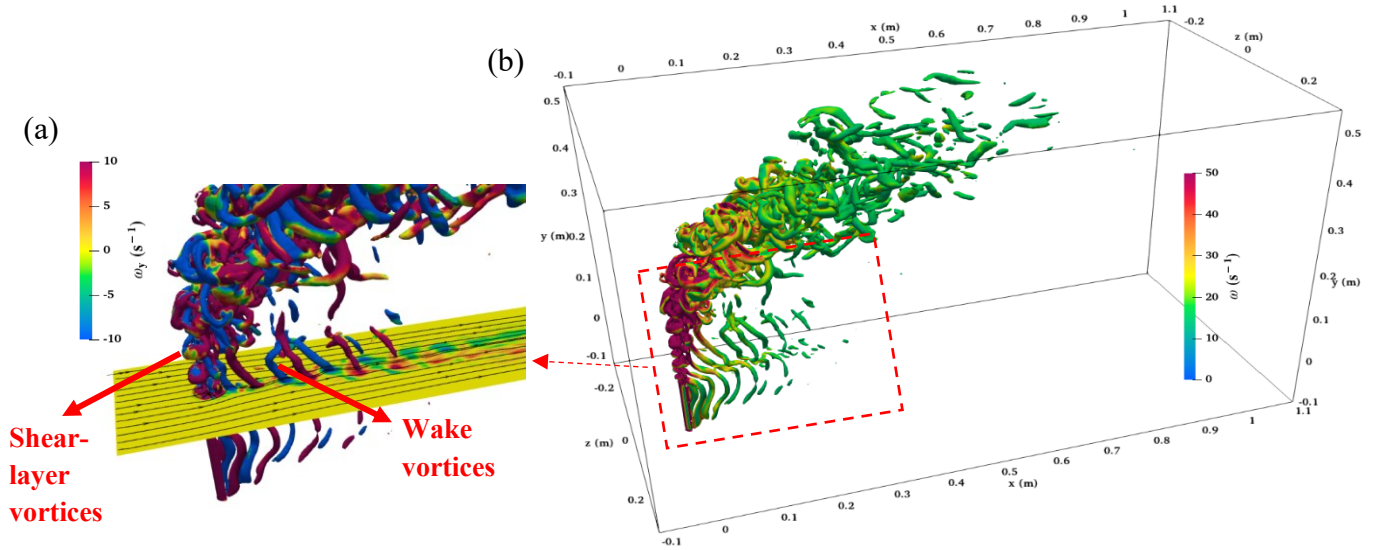 (a)
10
5
0
-5
-10
ωy (s−1)
Shear-
layer
vortices
Wake
vortices
(b)
x (m)
-0.1 0 0.1 0.2 0.3 0.4 0.5 0.6 0.7 0.8 0.9 1 1.1
z (m)
-0.2
0
0.2
0.5
0.4
0.3
y (m) 0.2
0.1
0
-0.1
-0.2
z (m) 0
0.2
50
40
30
20
10
0
ω (s−1)
0.5
0.4
0.3
0.2
y (m)
0.1
0
-0.1
1.1
-0.1 0 0.1 0.2 0.3 0.4 0.5 0.6 0.7 0.8 0.9 1
x (m)